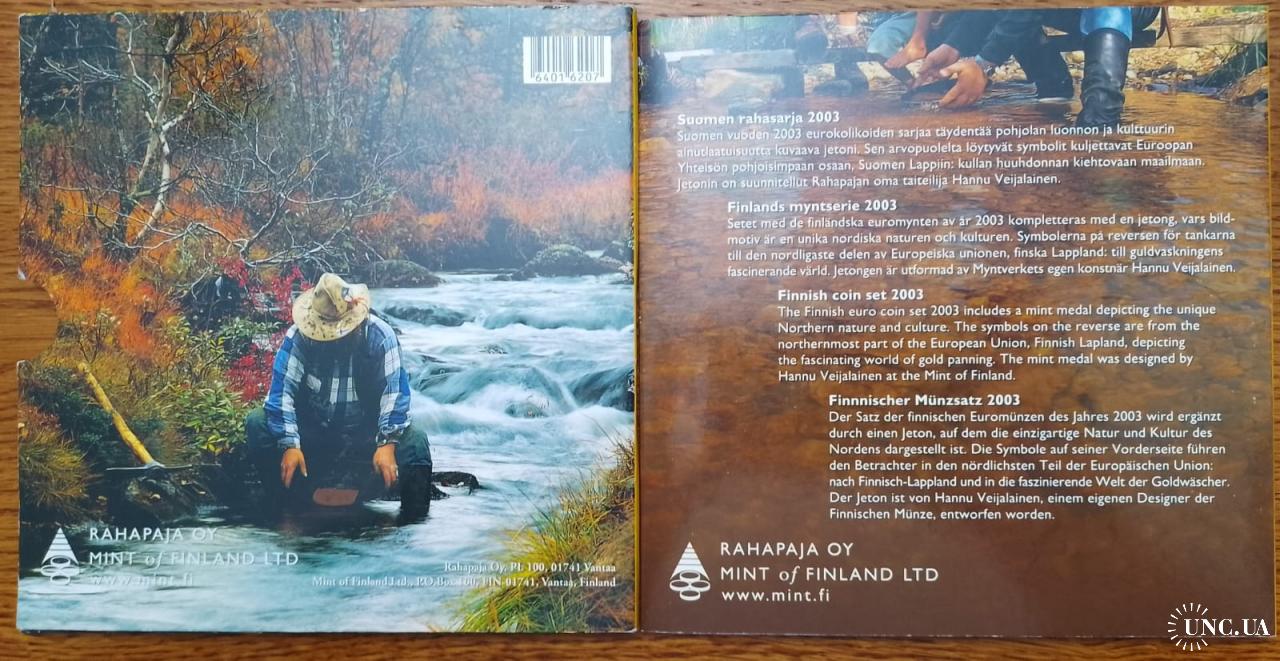 6401 6207
RAHAPAJA OY
MINT of FINLAND LTD
www.mint.fi
Rahapaja Oy, PL 100, 01741 Vantaa
Mint of Finland Ltd., P.O.Box 100, FIN-01741, Vantaa, Finland
Suomen rahasarja 2003
Suomen vuoden 2003 eurokolikoiden sarjaa täydentää pohjolan luonnon ja kulttuurin
ainutlaatuisuutta kuvaava jetoni. Sen arvopuolelta löytyvät symbolit kuljettavat Euroopan
Yhteisön pohjoisimpaan osaan, Suomen Lappiin: kullan huuhdonnan kiehtovaan maailmaan.
Jetonin on suunnitellut Rahapajan oma taiteilija Hannu Veijalainen.
Finlands myntserie 2003
Setet med de finländska euromynten av år 2003 kompletteras med en jetong, vars bild-
motiv är en unika nordiska naturen och kulturen. Symbolerna på reversen för tankarna
till den nordligaste delen av Europeiska unionen, finska Lappland: till guldvaskningens
fascinerande värld. Jetongen är utformad av Myntverkets egen konstnär Hannu Veijalainen.
Finnish coin set 2003
The Finnish euro coin set 2003 includes a mint medal depicting the unique
Northern nature and culture. The symbols on the reverse are from the
northernmost part of the European Union, Finnish Lapland, depicting
the fascinating world of gold panning. The mint medal was designed by
Hannu Veijalainen at the Mint of Finland.
Finnnischer Münzsatz 2003
Der Satz der finnischen Euromünzen des Jahres 2003 wird ergänzt
durch einen Jeton, auf dem die einzigartige Natur und Kultur des
Nordens dargestellt ist. Die Symbole auf seiner Vorderseite führen
den Betrachter in den nördlichsten Teil der Europäischen Union:
nach Finnisch-Lappland und in die faszinierende Welt der Goldwäscher.
Der Jeton ist von Hannu Veijalainen, einem eigenen Designer der
Finnischen Münze, entworfen worden.
RAHAPAJA OY
MINT of FINLAND LTD
www.mint.fi
UNC.UA